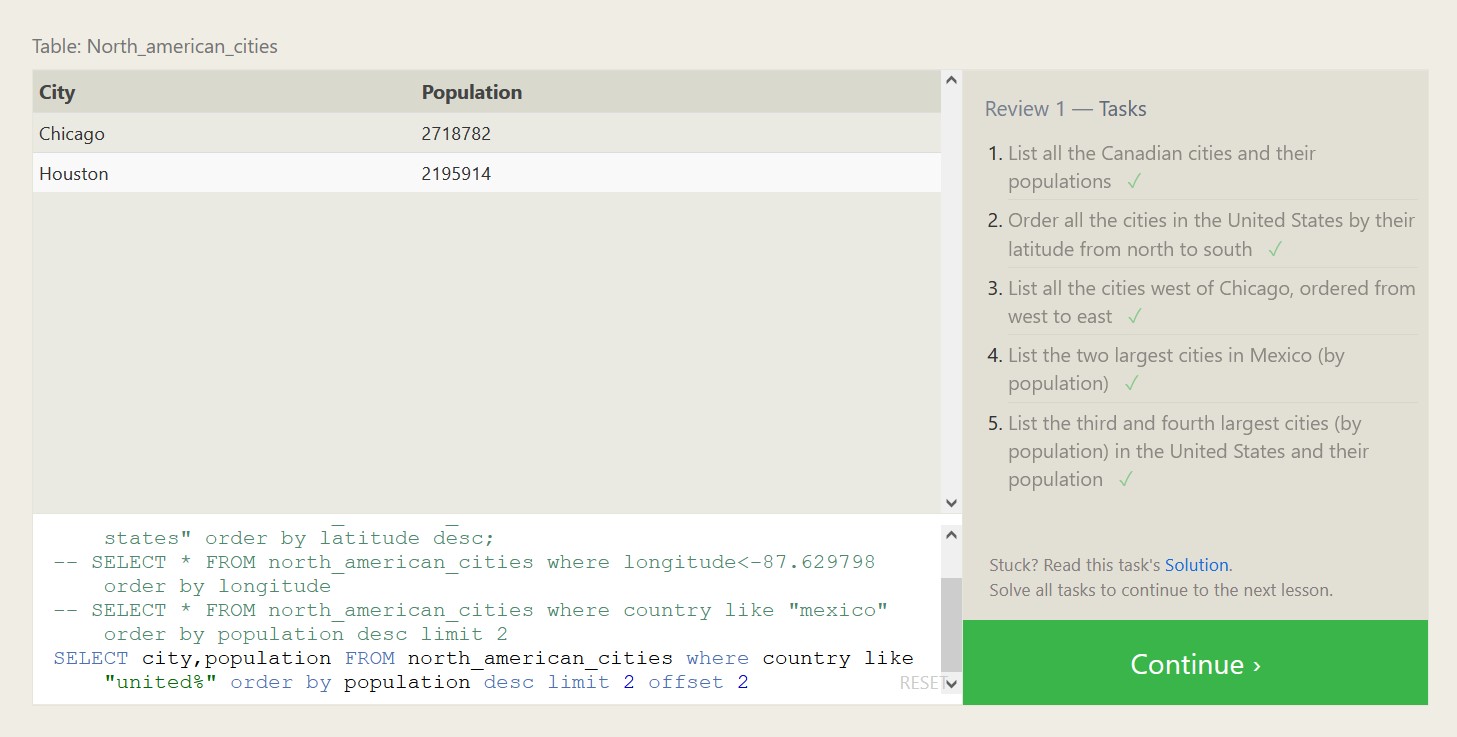 Table: North_american_cities
City Population
Chicago 2718782
Houston 2195914
states" order by latitude desc;
-- SELECT * FROM north_american_cities where longitude<-87.629798
order by longitude
-- SELECT * FROM north_american_cities where country like "mexico"
order by population desc limit 2
SELECT city,population FROM north_american_cities where country like
"united%" order by population desc limit 2 offset 2
RESET
Review 1 — Tasks
1. List all the Canadian cities and their
populations ✓
2. Order all the cities in the United States by their
latitude from north to south ✓
3. List all the cities west of Chicago, ordered from
west to east ✓
4. List the two largest cities in Mexico (by
population) ✓
5. List the third and fourth largest cities (by
population) in the United States and their
population ✓
Stuck? Read this task's Solution.
Solve all tasks to continue to the next lesson.
Continue ›